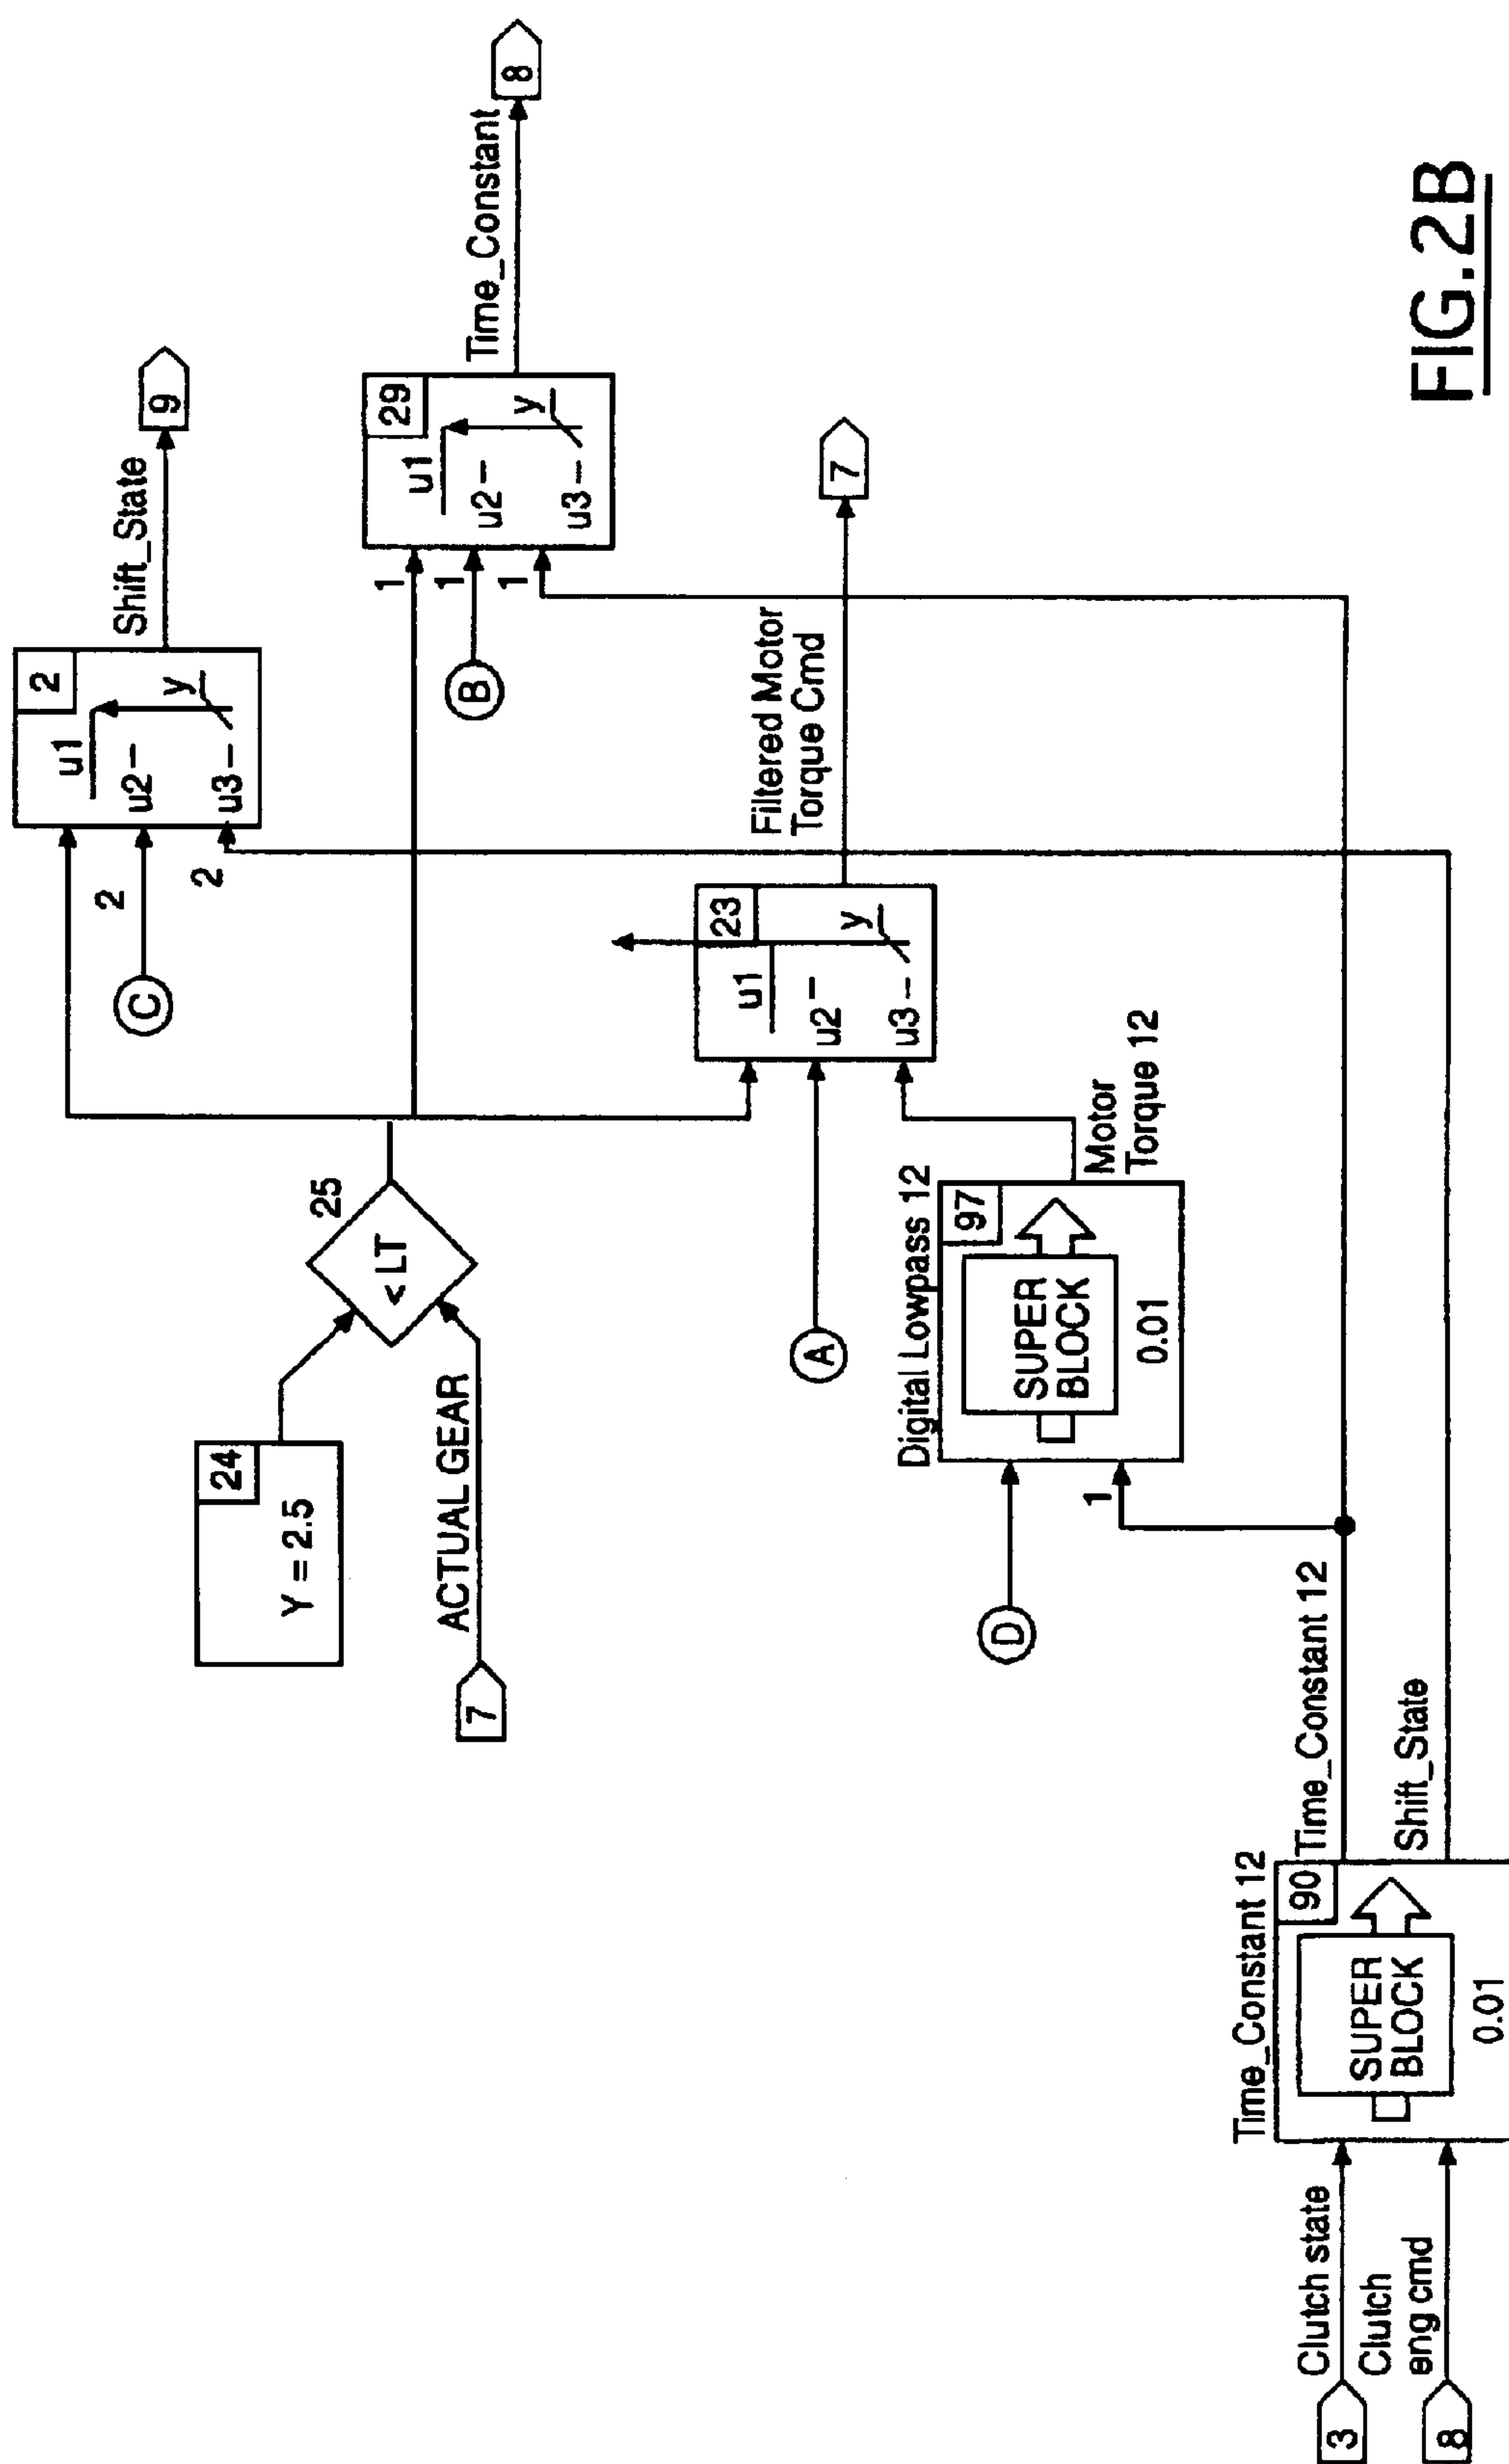 Shift_State
9
2
u1
u2
u3
y
2
C
2
Time_Constant
8
29
u1
u2
u3
y
1
1
1
B
24
Y = 2.5
25
< LT
ACTUAL GEAR
7
Filtered Motor
Torque Cmd
7
23
u1
u2
u3
y
A
Digital Lowpass 12
97
SUPER
BLOCK
0.01
Motor
Torque 12
D
1
Time_Constant 12
90
SUPER
BLOCK
0.01
Time_Constant 12
Shift_State
Clutch state
3
Clutch
eng cmd
8
FIG.2B